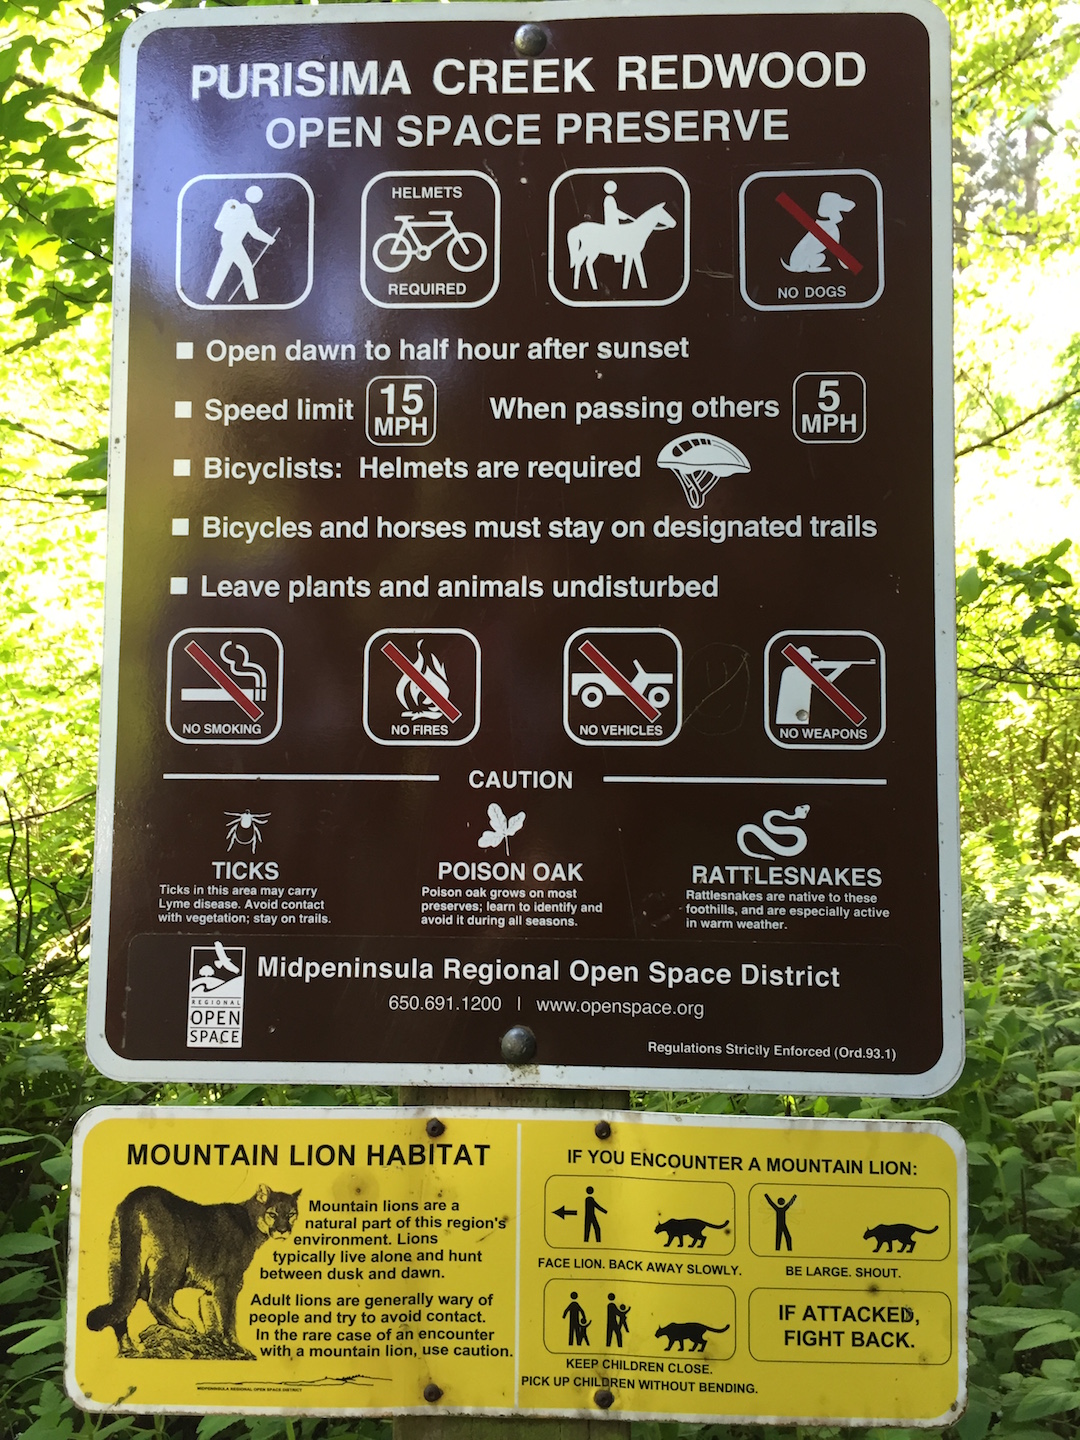 PURISIMA CREEK REDWOOD
OPEN SPACE PRESERVE
HELMETS
REQUIRED
NO DOGS
Open dawn to half hour after sunset
Speed limit 15 MPH When passing others 5 MPH
Bicyclists: Helmets are required
Bicycles and horses must stay on designated trails
Leave plants and animals undisturbed
NO SMOKING
NO FIRES
NO VEHICLES
NO WEAPONS
CAUTION
TICKS
Ticks in this area may carry
Lyme disease. Avoid contact
with vegetation; stay on trails.
POISON OAK
Poison oak grows on most
preserves; learn to identify and
avoid it during all seasons.
RATTLESNAKES
Rattlesnakes are native to these
foothills, and are especially active
in warm weather.
REGIONAL
OPEN
SPACE
Midpeninsula Regional Open Space District
650.691.1200 | www.openspace.org
Regulations Strictly Enforced (Ord.93.1)
MOUNTAIN LION HABITAT
Mountain lions are a
natural part of this region's
environment. Lions
typically live alone and hunt
between dusk and dawn.
Adult lions are generally wary of
people and try to avoid contact.
In the rare case of an encounter
with a mountain lion, use caution.
MIDPENINSULA REGIONAL OPEN SPACE DISTRICT
IF YOU ENCOUNTER A MOUNTAIN LION:
FACE LION. BACK AWAY SLOWLY.
BE LARGE. SHOUT.
KEEP CHILDREN CLOSE.
PICK UP CHILDREN WITHOUT BENDING.
IF ATTACKED,
FIGHT BACK.